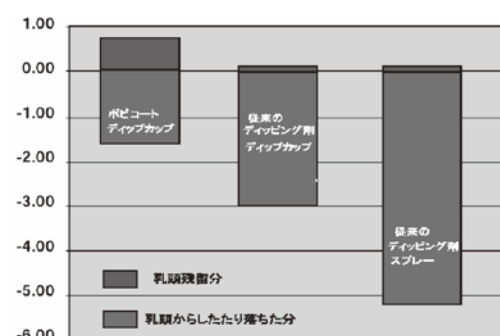 1.00
0.00
-1.00
-2.00
-3.00
-4.00
-5.00
-6.00
ポピコート
ディップカップ
従来の
ディッピング剤
ディップカップ
従来の
ディッピング剤
スプレー
乳頭残留分
乳頭からしたたり落ちた分